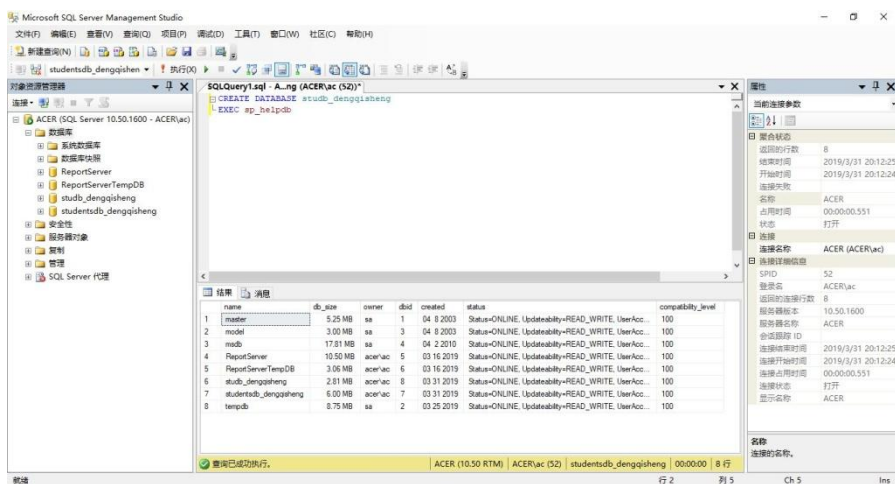 Microsoft SQL Server Management Studio
文件(F) 编辑(E) 查看(V) 查询(Q) 项目(P) 调试(D) 工具(T) 窗口(W) 社区(C) 帮助(H)
新建查询(N)
studentsdb_dengqishen 执行(X)
对象资源管理器
连接
ACER (SQL Server 10.50.1600 - ACER\ac)
数据库
系统数据库
数据库快照
ReportServer
ReportServerTempDB
studb_dengqisheng
studentsdb_dengqisheng
安全性
服务器对象
复制
管理
SQL Server 代理
SQLQuery1.sql - A...ng (ACER\ac (52))*
CREATE DATABASE studb_dengqisheng
EXEC sp_helpdb
结果 消息
name db_size owner dbid created status compatibility_level
1 master 5.25 MB sa 1 04 8 2003 Status=ONLINE, Updateability=READ_WRITE, UserAcc... 100
2 model 3.00 MB sa 3 04 8 2003 Status=ONLINE, Updateability=READ_WRITE, UserAcc... 100
3 msdb 17.81 MB sa 4 04 2 2010 Status=ONLINE, Updateability=READ_WRITE, UserAcc... 100
4 ReportServer 10.50 MB acer\ac 5 03 16 2019 Status=ONLINE, Updateability=READ_WRITE, UserAcc... 100
5 ReportServerTempDB 3.06 MB acer\ac 6 03 16 2019 Status=ONLINE, Updateability=READ_WRITE, UserAcc... 100
6 studb_dengqisheng 2.81 MB acer\ac 8 03 31 2019 Status=ONLINE, Updateability=READ_WRITE, UserAcc... 100
7 studentsdb_dengqisheng 6.00 MB acer\ac 7 03 31 2019 Status=ONLINE, Updateability=READ_WRITE, UserAcc... 100
8 tempdb 8.75 MB sa 2 03 25 2019 Status=ONLINE, Updateability=READ_WRITE, UserAcc... 100
查询已成功执行。 ACER (10.50 RTM) ACER\ac (52) studentsdb_dengqisheng 00:00:00 8 行
属性
当前连接参数
聚合状态
返回的行数 8
结束时间 2019/3/31 20:12:25
开始时间 2019/3/31 20:12:24
连接失败
名称 ACER
占用时间 00:00:00.551
状态 打开
连接
连接名称 ACER (ACER\ac)
连接详细信息
SPID 52
登录名 ACER\ac
返回的连接行数 8
服务器版本 10.50.1600
服务器名称 ACER
会话跟踪 ID
连接结束时间 2019/3/31 20:12:25
连接开始时间 2019/3/31 20:12:24
连接占用时间 00:00:00.551
连接状态 打开
显示名称 ACER
名称
连接的名称。
就绪 行 2 列 5 Ch 5 Ins